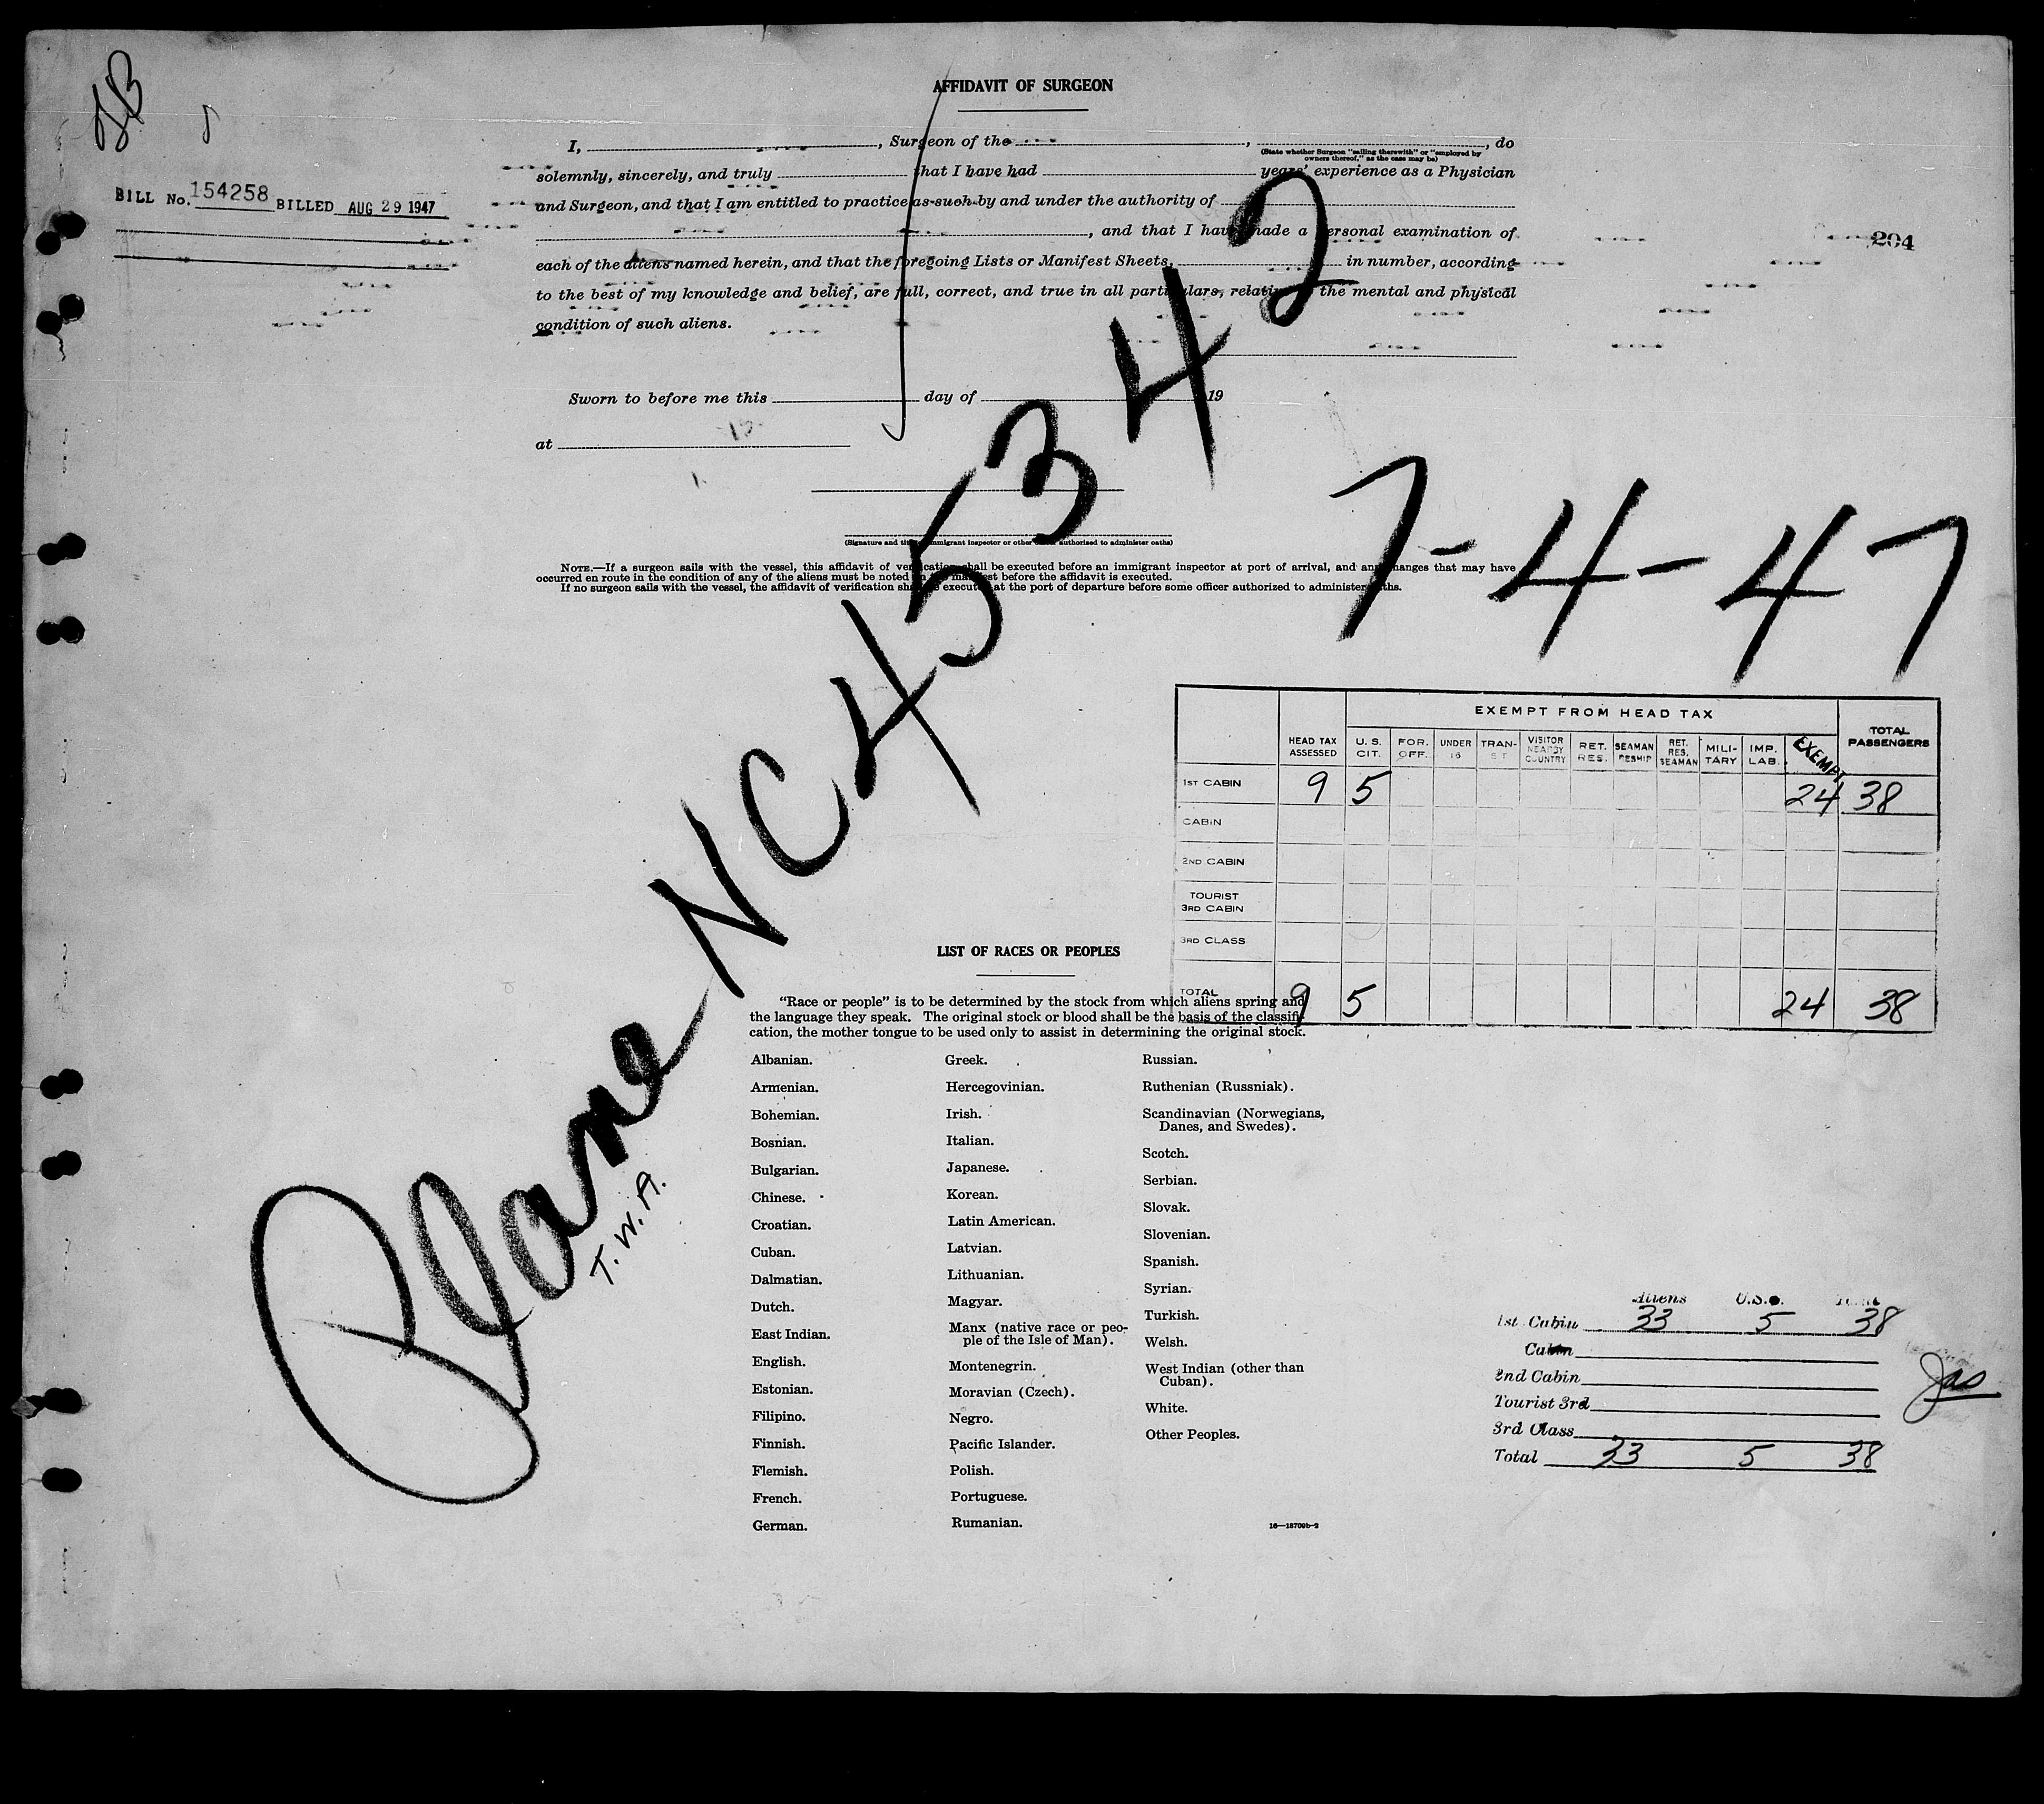 AFFIDAVIT OF SURGEON
I, , Surgeon of the , , do
(State whether Surgeon "sailing therewith" or "employed by
owners thereof," as the case may be)
solemnly, sincerely, and truly that I have had years' experience as a Physician
and Surgeon, and that I am entitled to practice as such by and under the authority of
, and that I have made a personal examination of
each of the aliens named herein, and that the foregoing Lists or Manifest Sheets, in number, according
to the best of my knowledge and belief, are full, correct, and true in all particulars, relative the mental and physical
condition of such aliens.
Sworn to before me this day of 19
at
(Signature and title immigrant inspector or other authorized to administer oaths)
NOTE.—If a surgeon sails with the vessel, this affidavit of verification shall be executed before an immigrant inspector at port of arrival, and any changes that may have
occurred en route in the condition of any of the aliens must be noted on the manifest before the affidavit is executed.
If no surgeon sails with the vessel, the affidavit of verification shall be executed at the port of departure before some officer authorized to administer oaths.
BILL No. 154258 BILLED AUG 29 1947
204
Plane NC 45342
T.W.A.
7-4-47
EXEMPT FROM HEAD TAX
HEAD TAX ASSESSED U. S. CIT. FOR. OFF. UNDER 16 TRAN- VISITOR NEARBY COUNTRY RET. RES. SEAMAN RESHIP RET. RES. SEAMAN MILI-TARY IMP. LAB. EXEMPT TOTAL PASSENGERS
1ST CABIN 9 5 24 38
CABIN
2ND CABIN
TOURIST
3RD CABIN
3RD CLASS
TOTAL 9 5 24 38
LIST OF RACES OR PEOPLES
"Race or people" is to be determined by the stock from which aliens spring and
the language they speak. The original stock or blood shall be the basis of the classifi-
cation, the mother tongue to be used only to assist in determining the original stock.
Albanian.
Armenian.
Bohemian.
Bosnian.
Bulgarian.
Chinese.
Croatian.
Cuban.
Dalmatian.
Dutch.
East Indian.
English.
Estonian.
Filipino.
Finnish.
Flemish.
French.
German.
Greek.
Hercegovinian.
Irish.
Italian.
Japanese.
Korean.
Latin American.
Latvian.
Lithuanian.
Magyar.
Manx (native race or peo-
ple of the Isle of Man).
Montenegrin.
Moravian (Czech).
Negro.
Pacific Islander.
Polish.
Portuguese.
Rumanian.
Russian.
Ruthenian (Russniak).
Scandinavian (Norwegians,
Danes, and Swedes).
Scotch.
Serbian.
Slovak.
Slovenian.
Spanish.
Syrian.
Turkish.
Welsh.
West Indian (other than
Cuban).
White.
Other Peoples.
16—18709b-2
Aliens U.S.C. Total
1st Cabin 33 5 38
Cabin
2nd Cabin
Tourist 3rd
3rd Class
Total 33 5 38